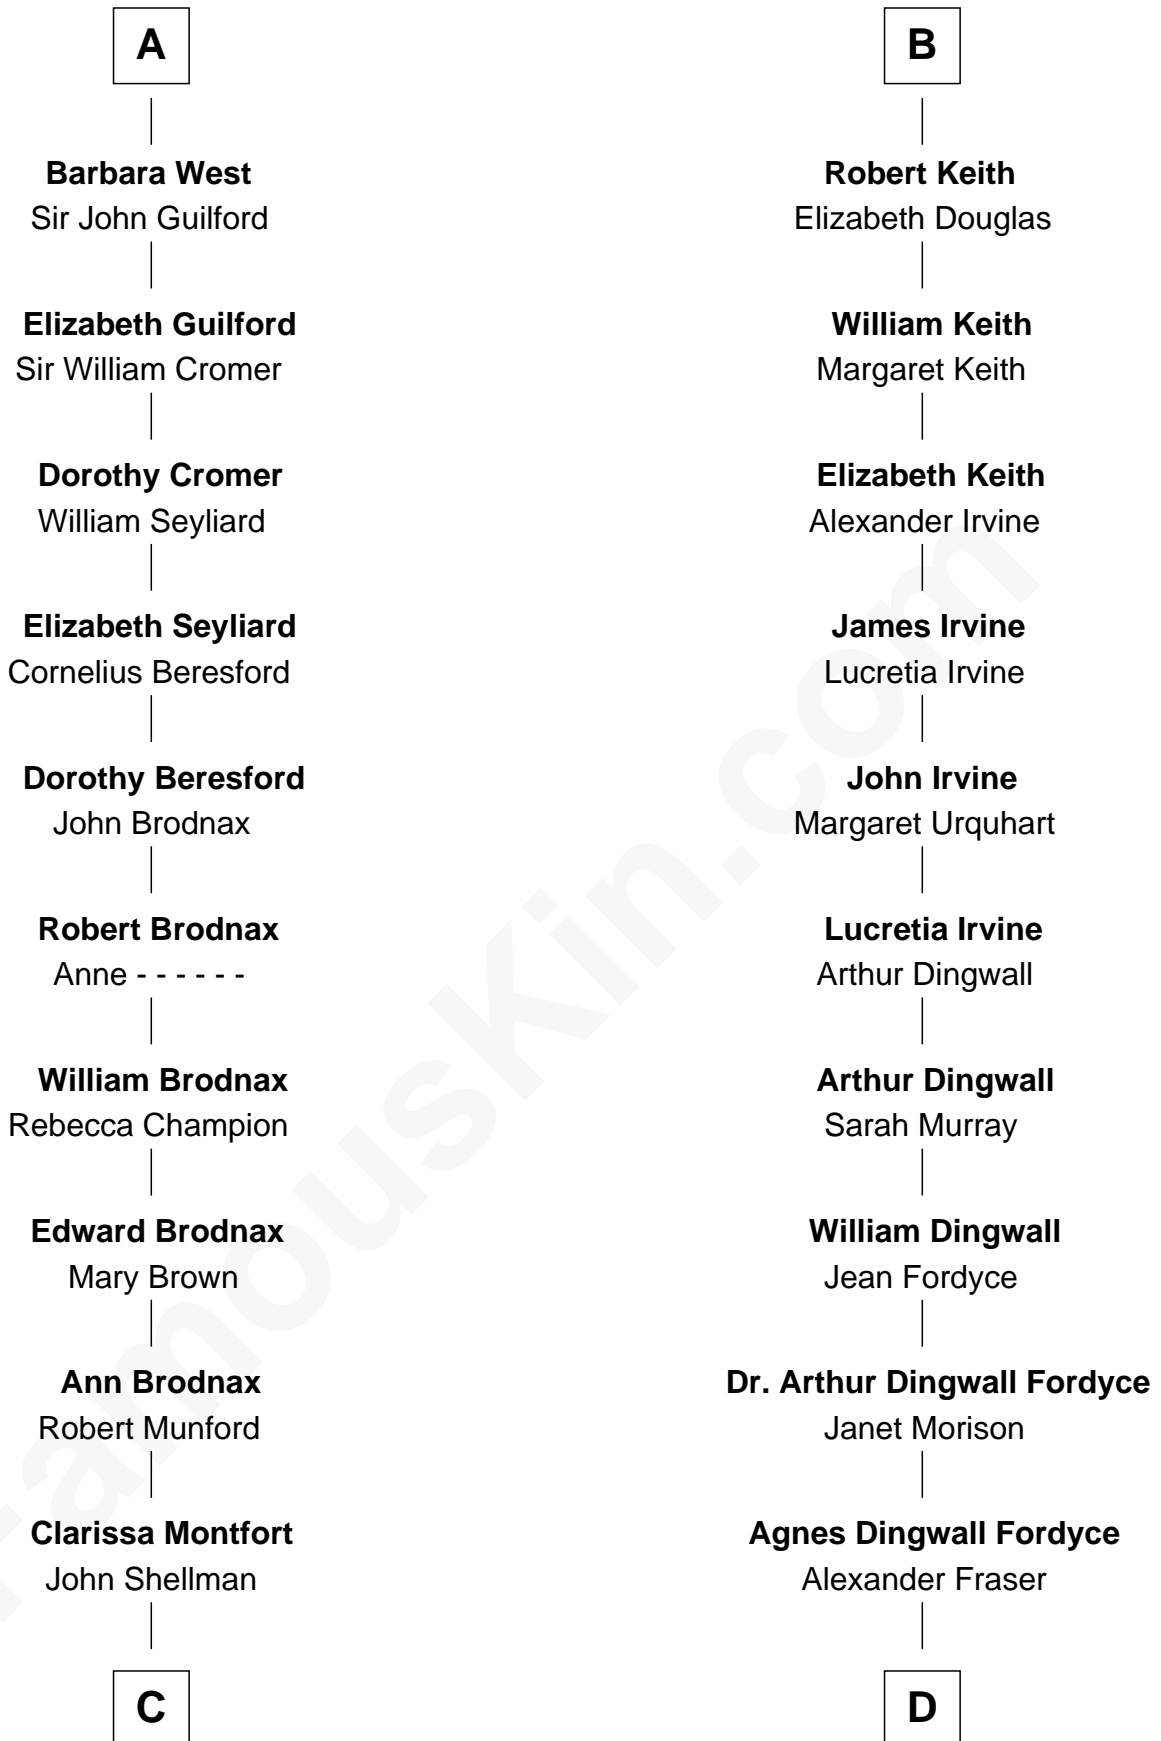 A
Barbara West
Sir John Guilford
Elizabeth Guilford
Sir William Cromer
Dorothy Cromer
William Seyliard
Elizabeth Seyliard
Cornelius Beresford
Dorothy Beresford
John Brodnax
Robert Brodnax
Anne - - - - - -
William Brodnax
Rebecca Champion
Edward Brodnax
Mary Brown
Ann Brodnax
Robert Munford
Clarissa Montfort
John Shellman
C
B
Robert Keith
Elizabeth Douglas
William Keith
Margaret Keith
Elizabeth Keith
Alexander Irvine
James Irvine
Lucretia Irvine
John Irvine
Margaret Urquhart
Lucretia Irvine
Arthur Dingwall
Arthur Dingwall
Sarah Murray
William Dingwall
Jean Fordyce
Dr. Arthur Dingwall Fordyce
Janet Morison
Agnes Dingwall Fordyce
Alexander Fraser
D
FamousKin.com